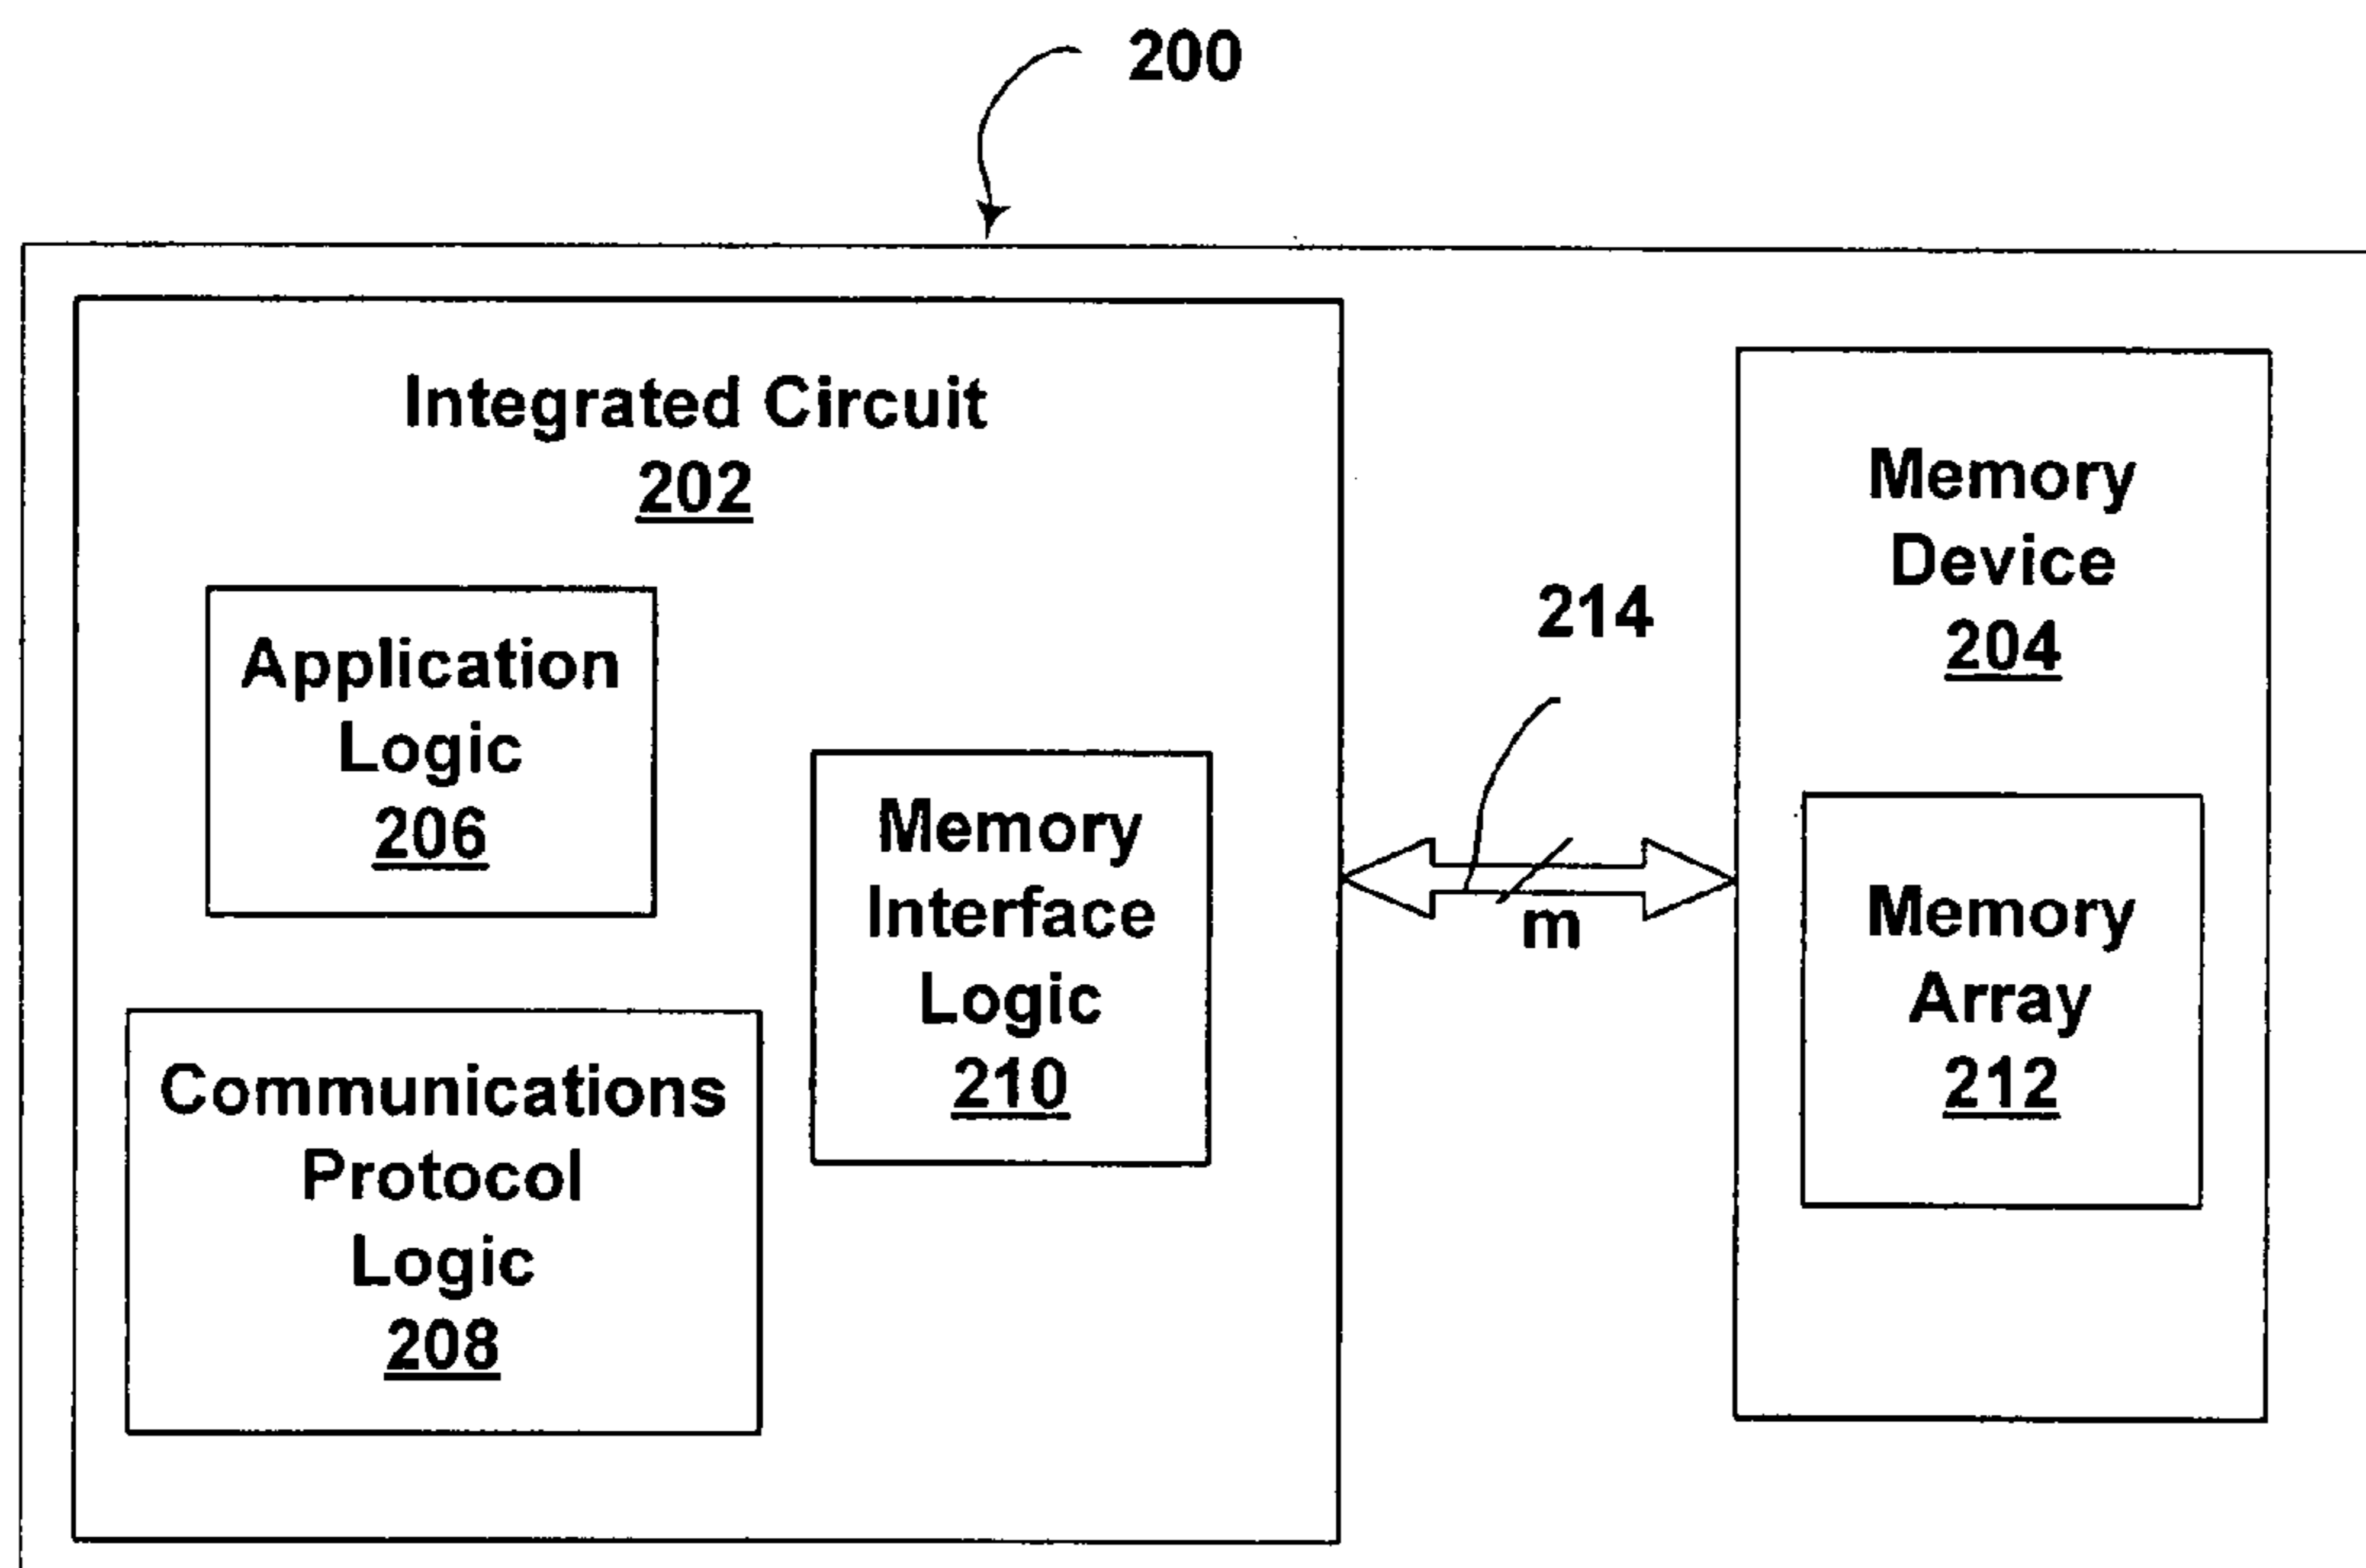 200
Integrated Circuit
202
Application
Logic
206
Communications
Protocol
Logic
208
Memory
Interface
Logic
210
214
m
Memory
Device
204
Memory
Array
212